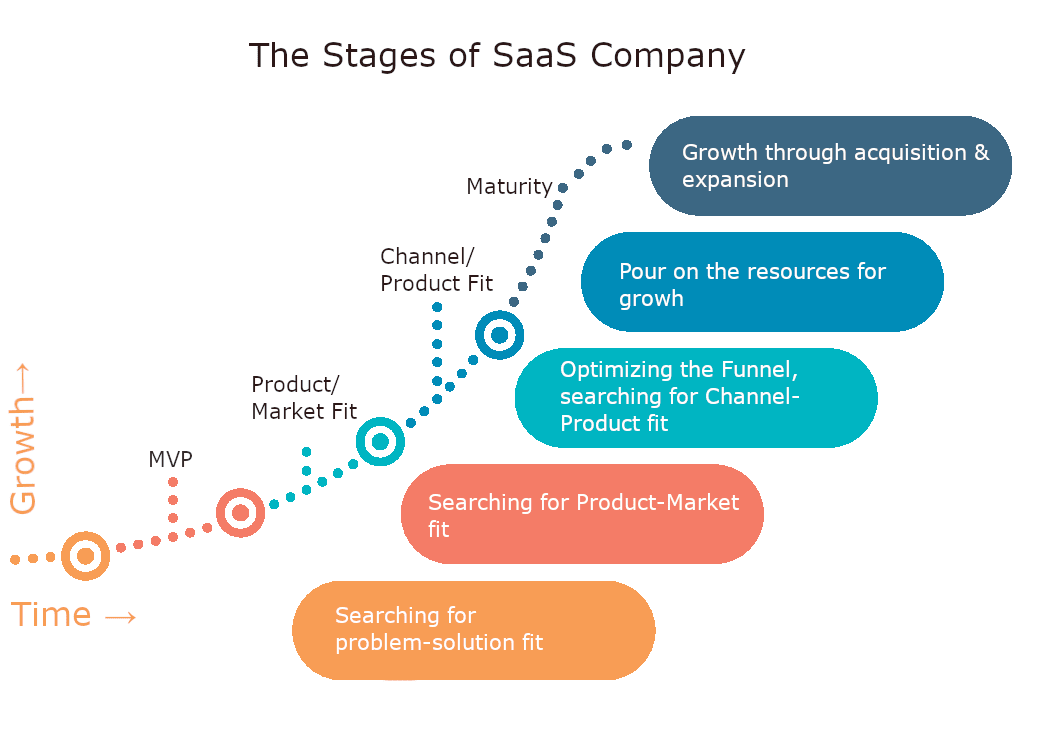 The Stages of SaaS Company
Growth through acquisition &
expansion
Maturity
Pour on the resources for
growh
Channel/
Product Fit
Optimizing the Funnel,
searching for Channel-
Product fit
Product/
Market Fit
MVP
Searching for Product-Market
fit
Growth→
Time →
Searching for
problem-solution fit